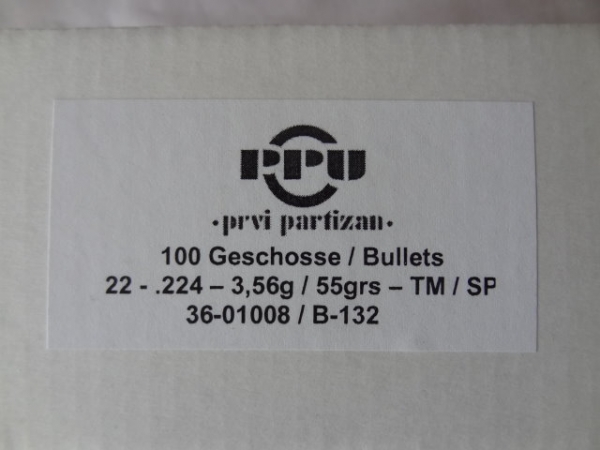 PPU
·prvi partizan·
100 Geschosse / Bullets
22 - .224 – 3,56g / 55grs – TM / SP
36-01008 / B-132